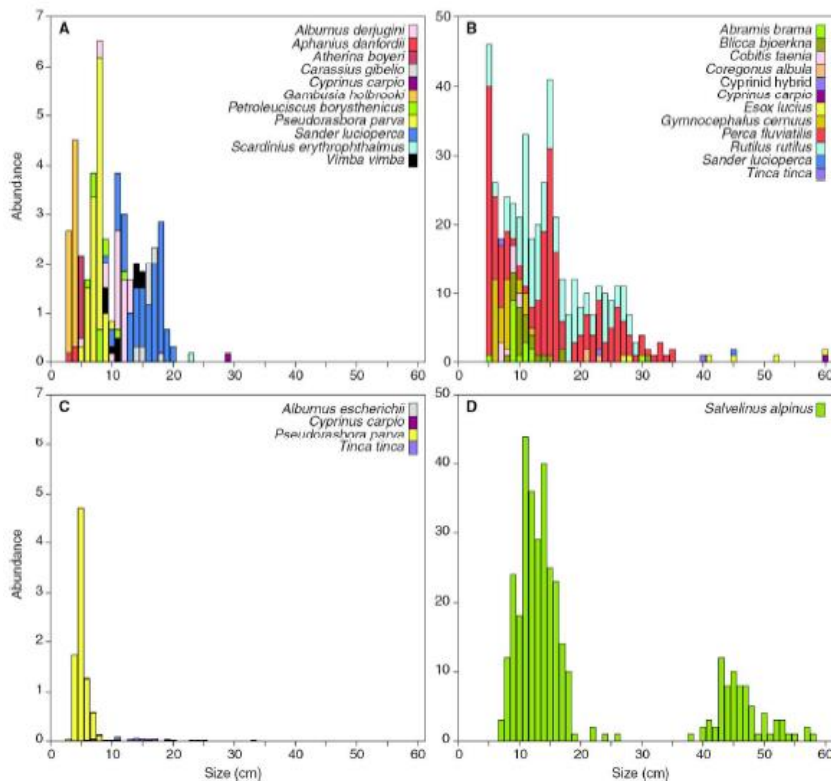 A
Alburnus derjugini
Aphanius danfordii
Atherina boyeri
Carassius gibelio
Cyprinus carpio
Gambusia holbrooki
Petroleuciscus borysthenicus
Pseudorasbora parva
Sander lucioperca
Scardinius erythrophthalmus
Vimba vimba
7
6
5
4
3
2
1
0
Abundance
0 10 20 30 40 50 60
B
Abramis brama
Blicca bjoerkna
Cobitis taenia
Coregonus albula
Cyprinid hybrid
Cyprinus carpio
Esox lucius
Gymnocephalus cernuus
Perca fluviatilis
Rutilus rutilus
Sander lucioperca
Tinca tinca
50
40
30
20
10
0
0 10 20 30 40 50 60
C
Alburnus escherichii
Cyprinus carpio
Pseudorasbora parva
Tinca tinca
7
6
5
4
3
2
1
0
Abundance
0 10 20 30 40 50 60
Size (cm)
D
Salvelinus alpinus
50
40
30
20
10
0
0 10 20 30 40 50 60
Size (cm)